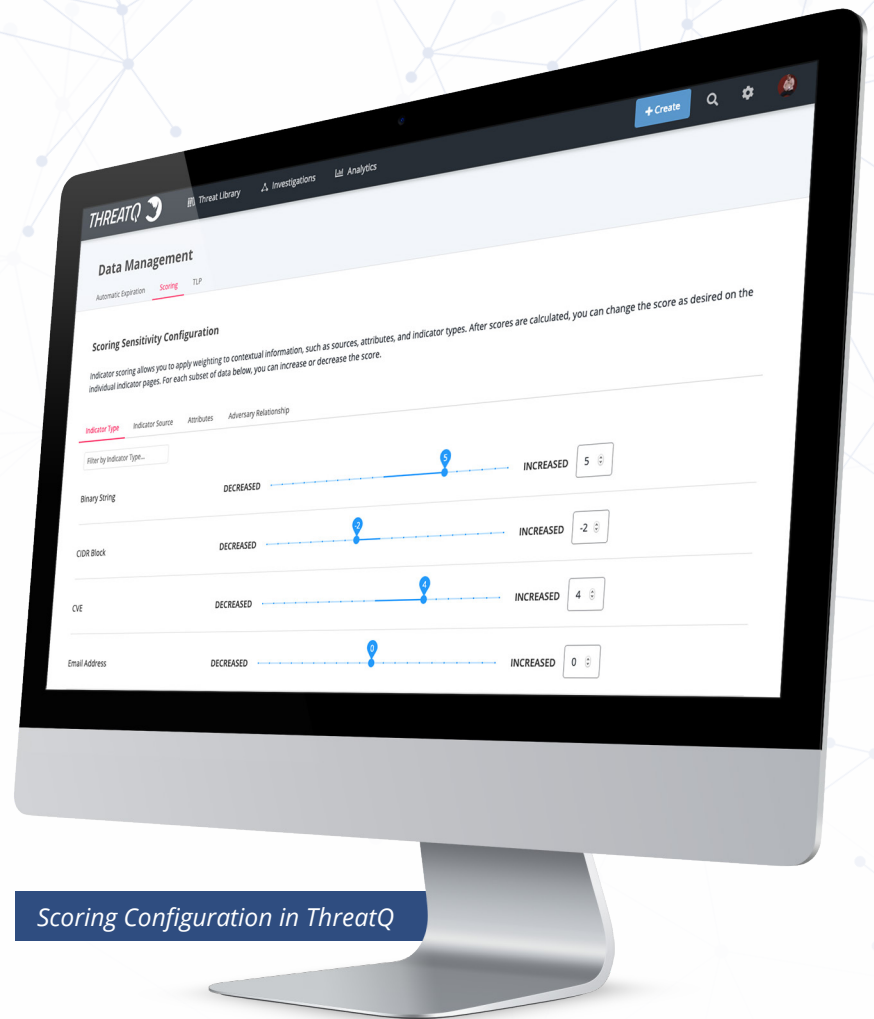 + Create
THREATQ
Threat Library
Investigations
Analytics
Data Management
Automatic Expiration
Scoring
TLP
Scoring Sensitivity Configuration
Indicator scoring allows you to apply weighting to contextual information, such as sources, attributes, and indicator types. After scores are calculated, you can change the score as desired on the
individual indicator pages. For each subset of data below, you can increase or decrease the score.
Indicator Type
Indicator Source
Attributes
Adversary Relationship
Filter by Indicator Type...
Binary String
DECREASED
5
INCREASED
5
CIDR Block
DECREASED
-2
INCREASED
-2
CVE
DECREASED
4
INCREASED
4
Email Address
DECREASED
0
INCREASED
0
Scoring Configuration in ThreatQ